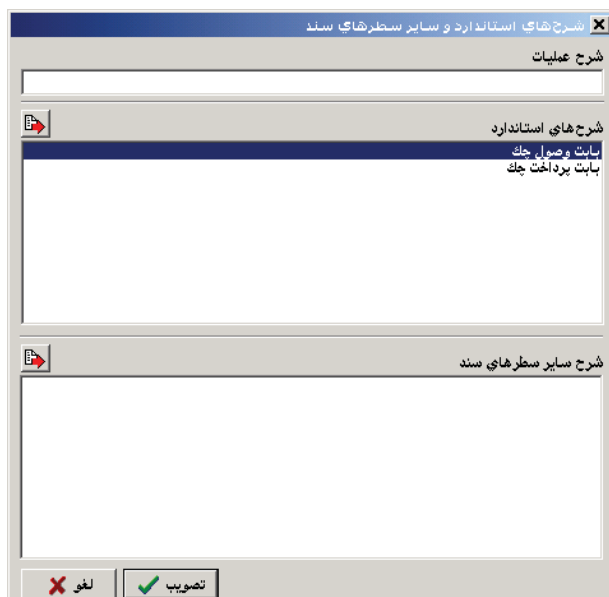 شرح‌هاي استاندارد و ساير سطرهاي سند
شرح عمليات
شرح‌هاي استاندارد
بابت وصول چك
بابت پرداخت چك
شرح ساير سطرهاي سند
تصويب
لغو